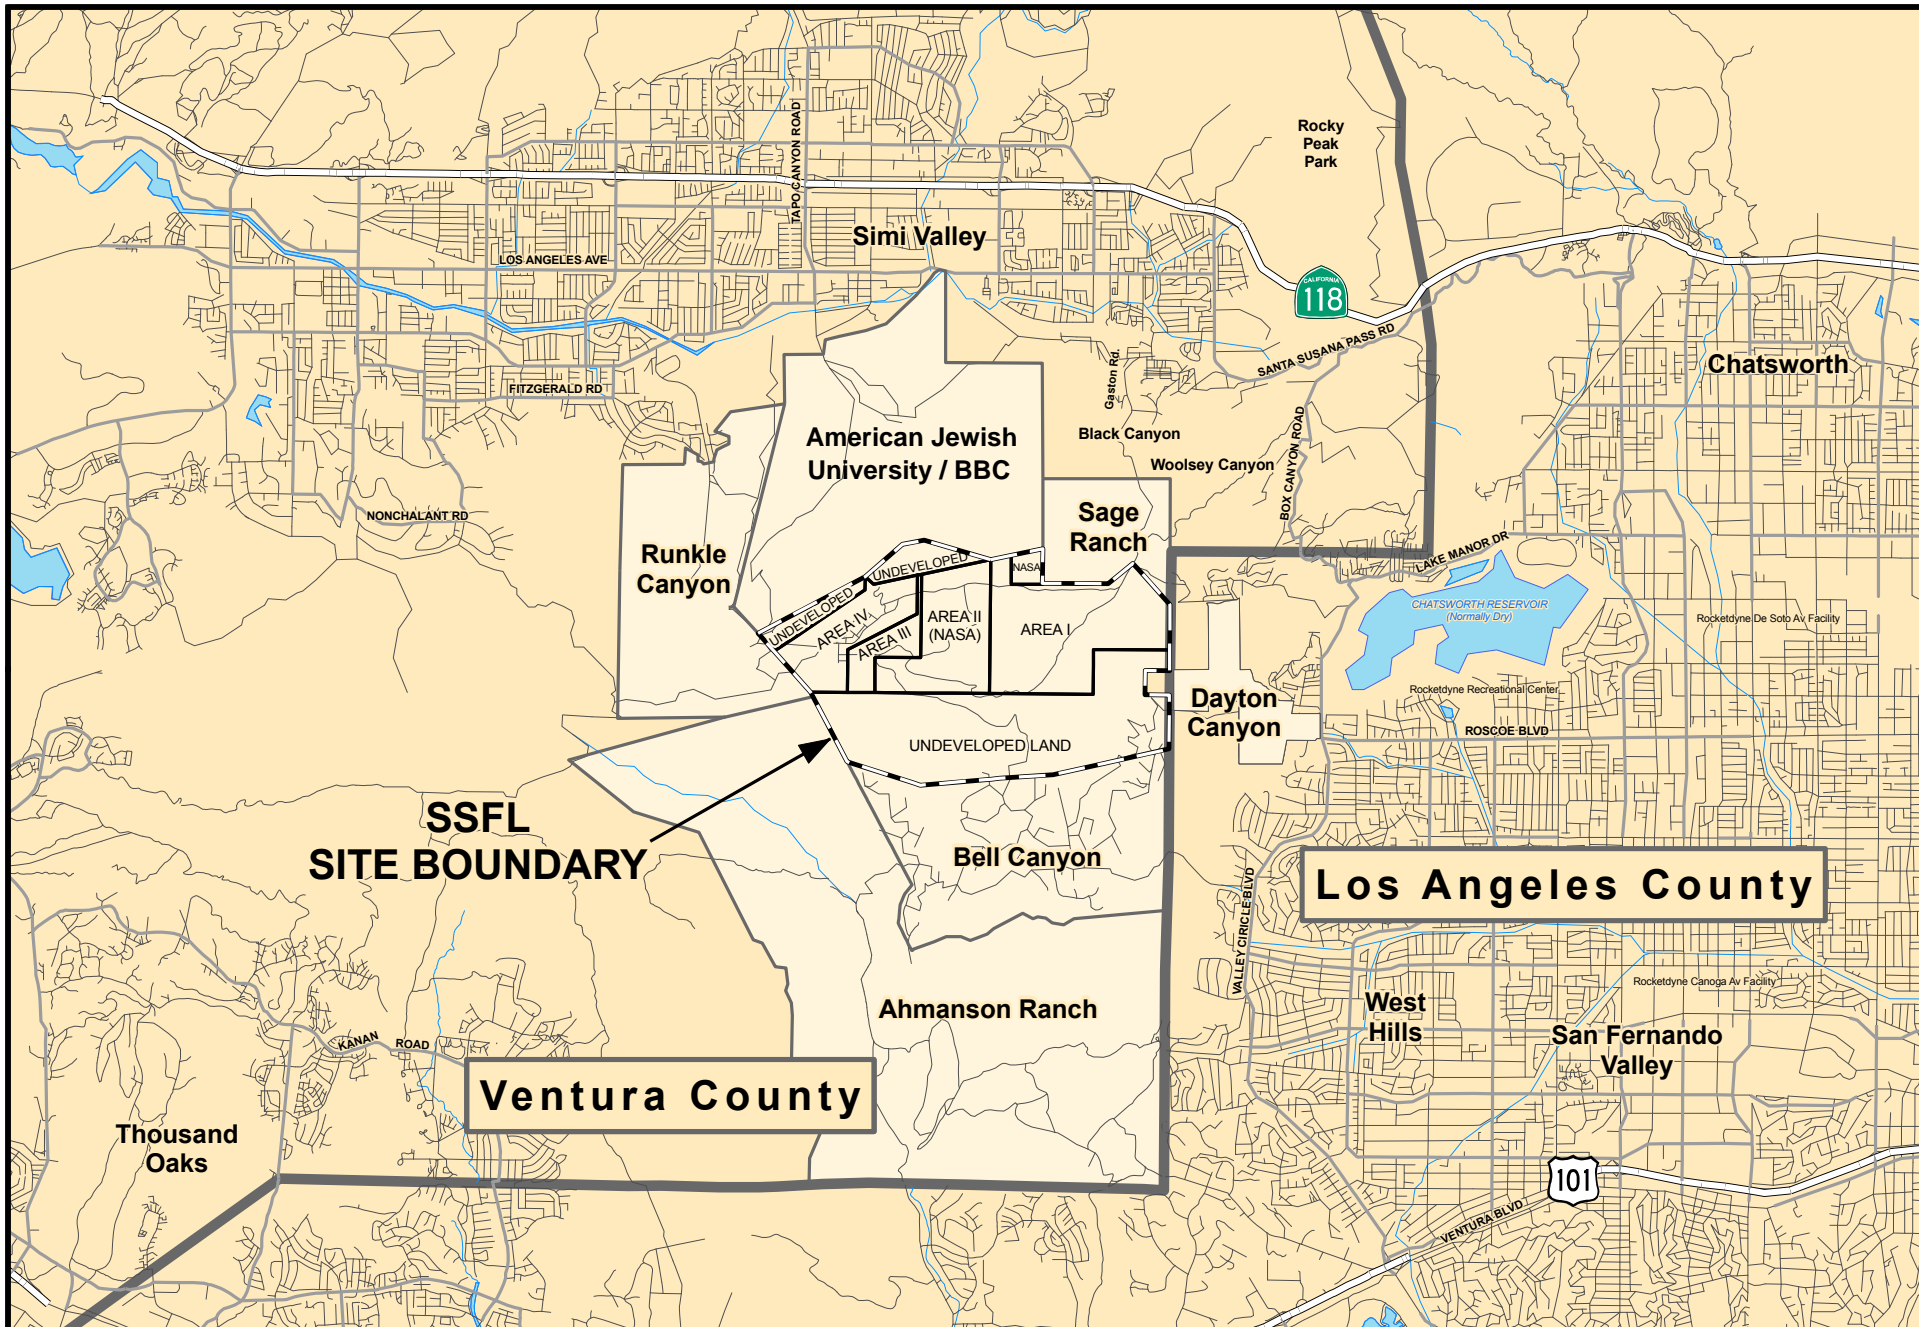 Rocky
Peak
Park
TAPO CANYON ROAD
Simi Valley
LOS ANGELES AVE
CALIFORNIA
118
SANTA SUSANA PASS RD
Chatsworth
Gaston Rd.
FITZGERALD RD
American Jewish
University / BBC
Black Canyon
Woolsey Canyon
BOX CANYON ROAD
NONCHALANT RD
Sage
Ranch
Runkle
Canyon
LAKE MANOR DR
UNDEVELOPED
NASA
UNDEVELOPED
AREA IV
AREA III
AREA II
(NASA)
AREA I
CHATSWORTH RESERVOIR
(Normally Dry)
Rocketdyne De Soto Av Facility
Rocketdyne Recreational Center
Dayton
Canyon
ROSCOE BLVD
UNDEVELOPED LAND
SSFL
SITE BOUNDARY
Bell Canyon
VALLEY CIRCLE BLVD
Los Angeles County
Rocketdyne Canoga Av Facility
Ahmanson Ranch
West
Hills
San Fernando
Valley
KANAN ROAD
Ventura County
Thousand
Oaks
101
VENTURA BLVD